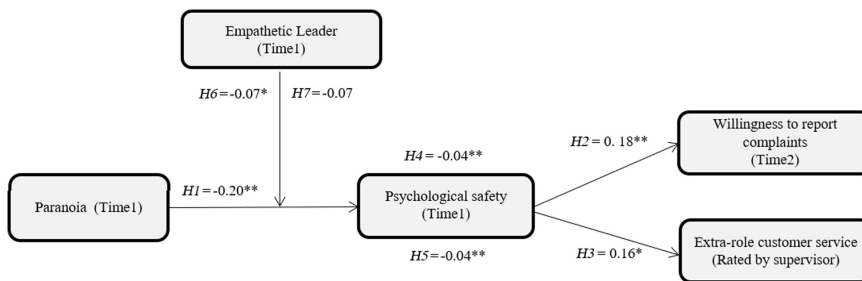 Empathetic Leader
(Time1)
H6=-0.07*
H7=-0.07
H1=-0.20**
Paranoia (Time1)
H4= -0.04**
Psychological safety
(Time1)
H5=-0.04**
H2= 0. 18**
Willingness to report
complaints
(Time2)
H3= 0.16*
Extra-role customer service
(Rated by supervisor)